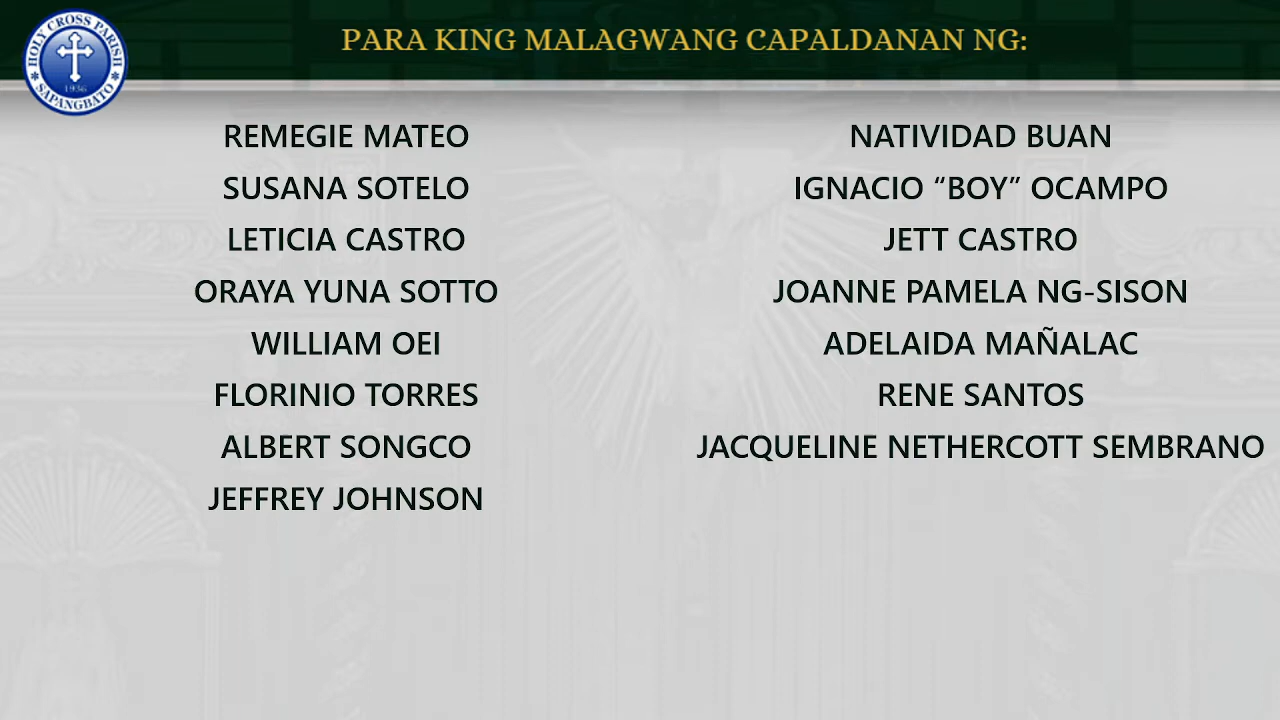 HOLY CROSS PARISH
1936
SAPANGBATO
PARA KING MALAGWANG CAPALDANAN NG:
REMEGIE MATEO
SUSANA SOTELO
LETICIA CASTRO
ORAYA YUNA SOTTO
WILLIAM OEI
FLORINIO TORRES
ALBERT SONGCO
JEFFREY JOHNSON
NATIVIDAD BUAN
IGNACIO “BOY” OCAMPO
JETT CASTRO
JOANNE PAMELA NG-SISON
ADELAIDA MAÑALAC
RENE SANTOS
JACQUELINE NETHERCOTT SEMBRANO